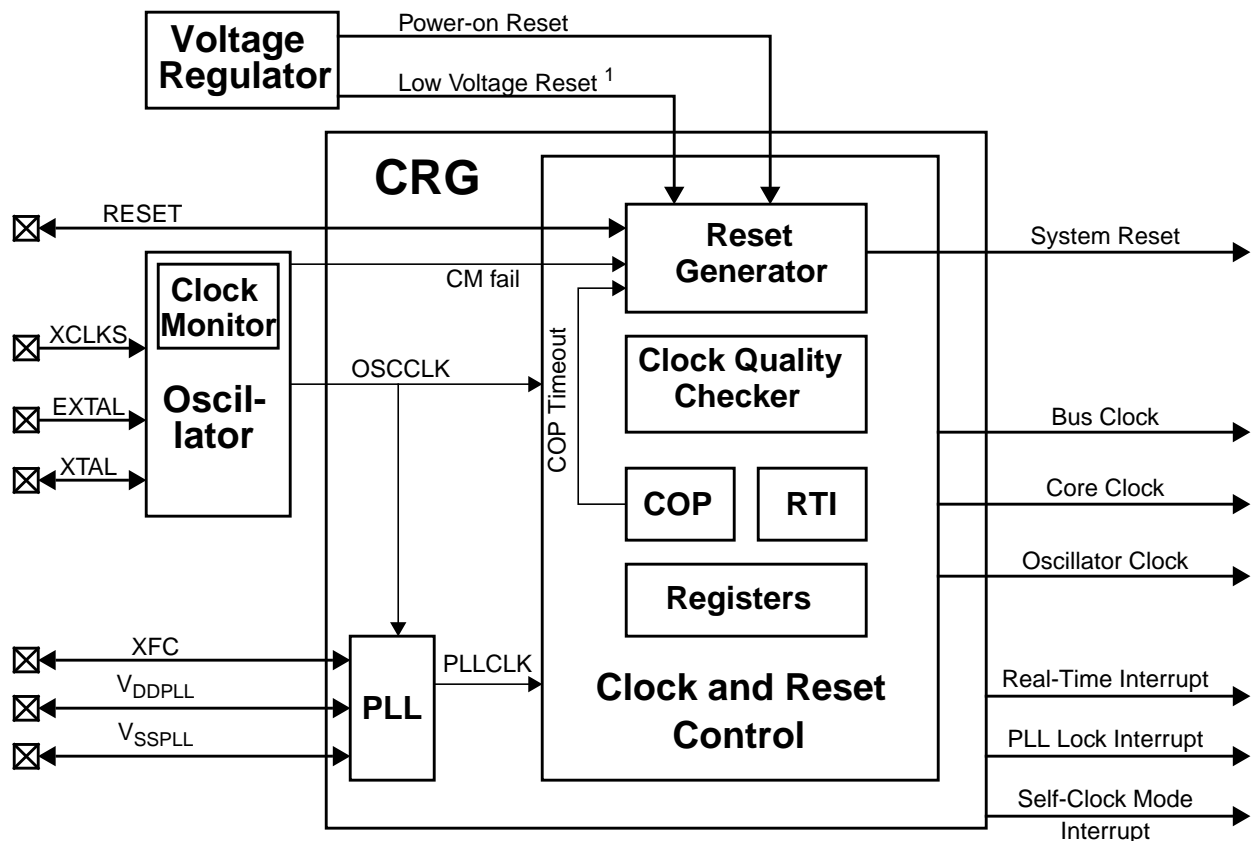 Voltage
Regulator
Power-on Reset
Low Voltage Reset 1
CRG
RESET
Reset
Generator
System Reset
CM fail
Clock
Monitor
XCLKS
OSCCLK
COP Timeout
Clock Quality
Checker
EXTAL
Oscil-
lator
Bus Clock
XTAL
COP
RTI
Core Clock
Oscillator Clock
Registers
XFC
VDDPLL
VSSPLL
PLL
PLLCLK
Clock and Reset
Control
Real-Time Interrupt
PLL Lock Interrupt
Self-Clock Mode
Interrupt